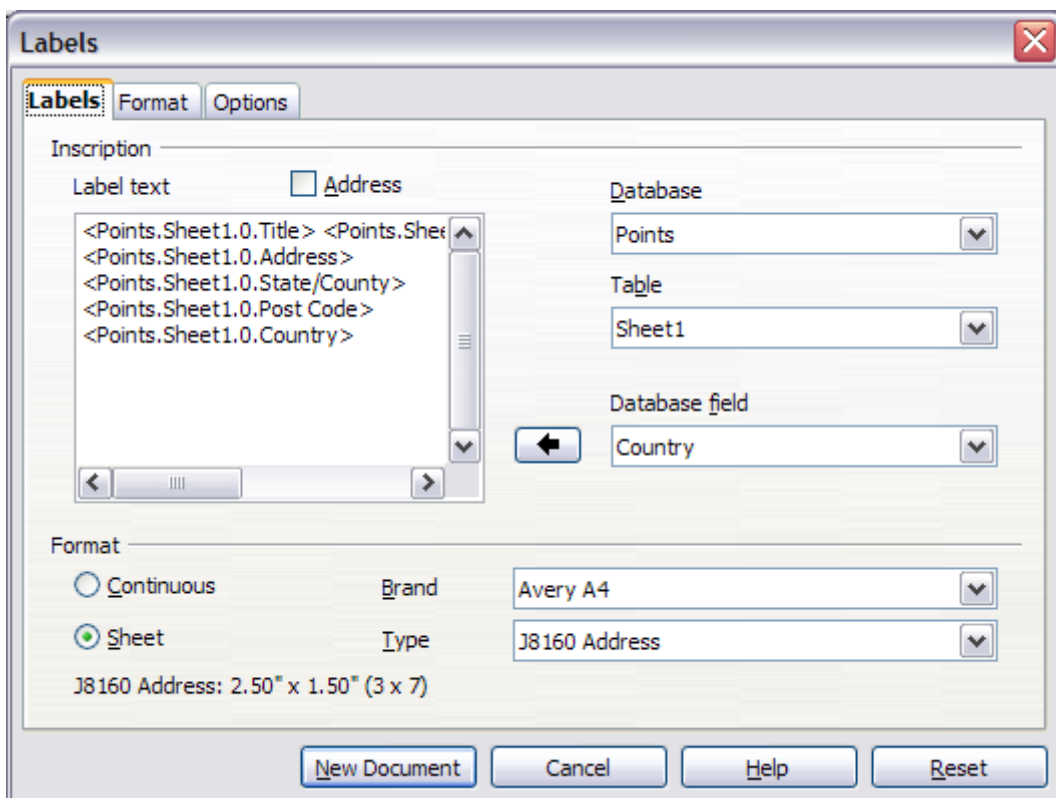 Labels
Labels Format Options
Inscription
Label text Address
Database
<Points.Sheet1.0.Title> <Points.Shee
<Points.Sheet1.0.Address>
<Points.Sheet1.0.State/County>
<Points.Sheet1.0.Post Code>
<Points.Sheet1.0.Country>
Points
Table
Sheet1
Database field
Country
Format
Continuous Brand Avery A4
Sheet Type J8160 Address
J8160 Address: 2.50" x 1.50" (3 x 7)
New Document Cancel Help Reset